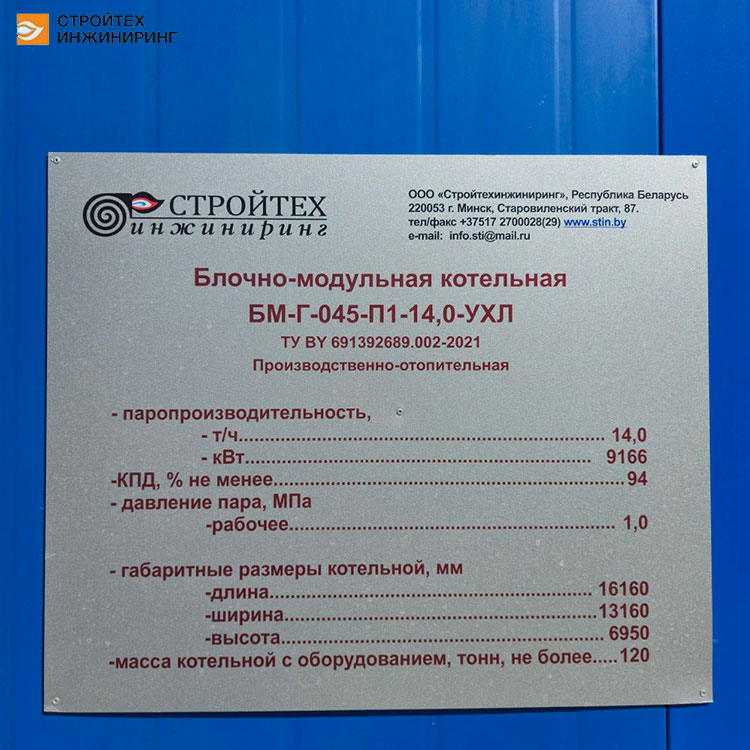 СТРОЙТЕХ
ИНЖИНИРИНГ
СТРОЙТЕХ
инжиниринг
ООО «Стройтехинжиниринг», Республика Беларусь
220053 г. Минск, Старовиленский тракт, 87.
тел/факс +37517 2700028(29) www.stin.by
e-mail: info.sti@mail.ru
Блочно-модульная котельная
БМ-Г-045-П1-14,0-УХЛ
ТУ BY 691392689.002-2021
Производственно-отопительная
- паропроизводительность,
- т/ч................................................ 14,0
- кВт.............................................. 9166
-КПД, % не менее..............................................94
- давление пара, МПа
-рабочее........................................... 1,0
- габаритные размеры котельной, мм
-длина........................................... 16160
-ширина.........................................13160
-высота.......................................... 6950
-масса котельной с оборудованием, тонн, не более.....120